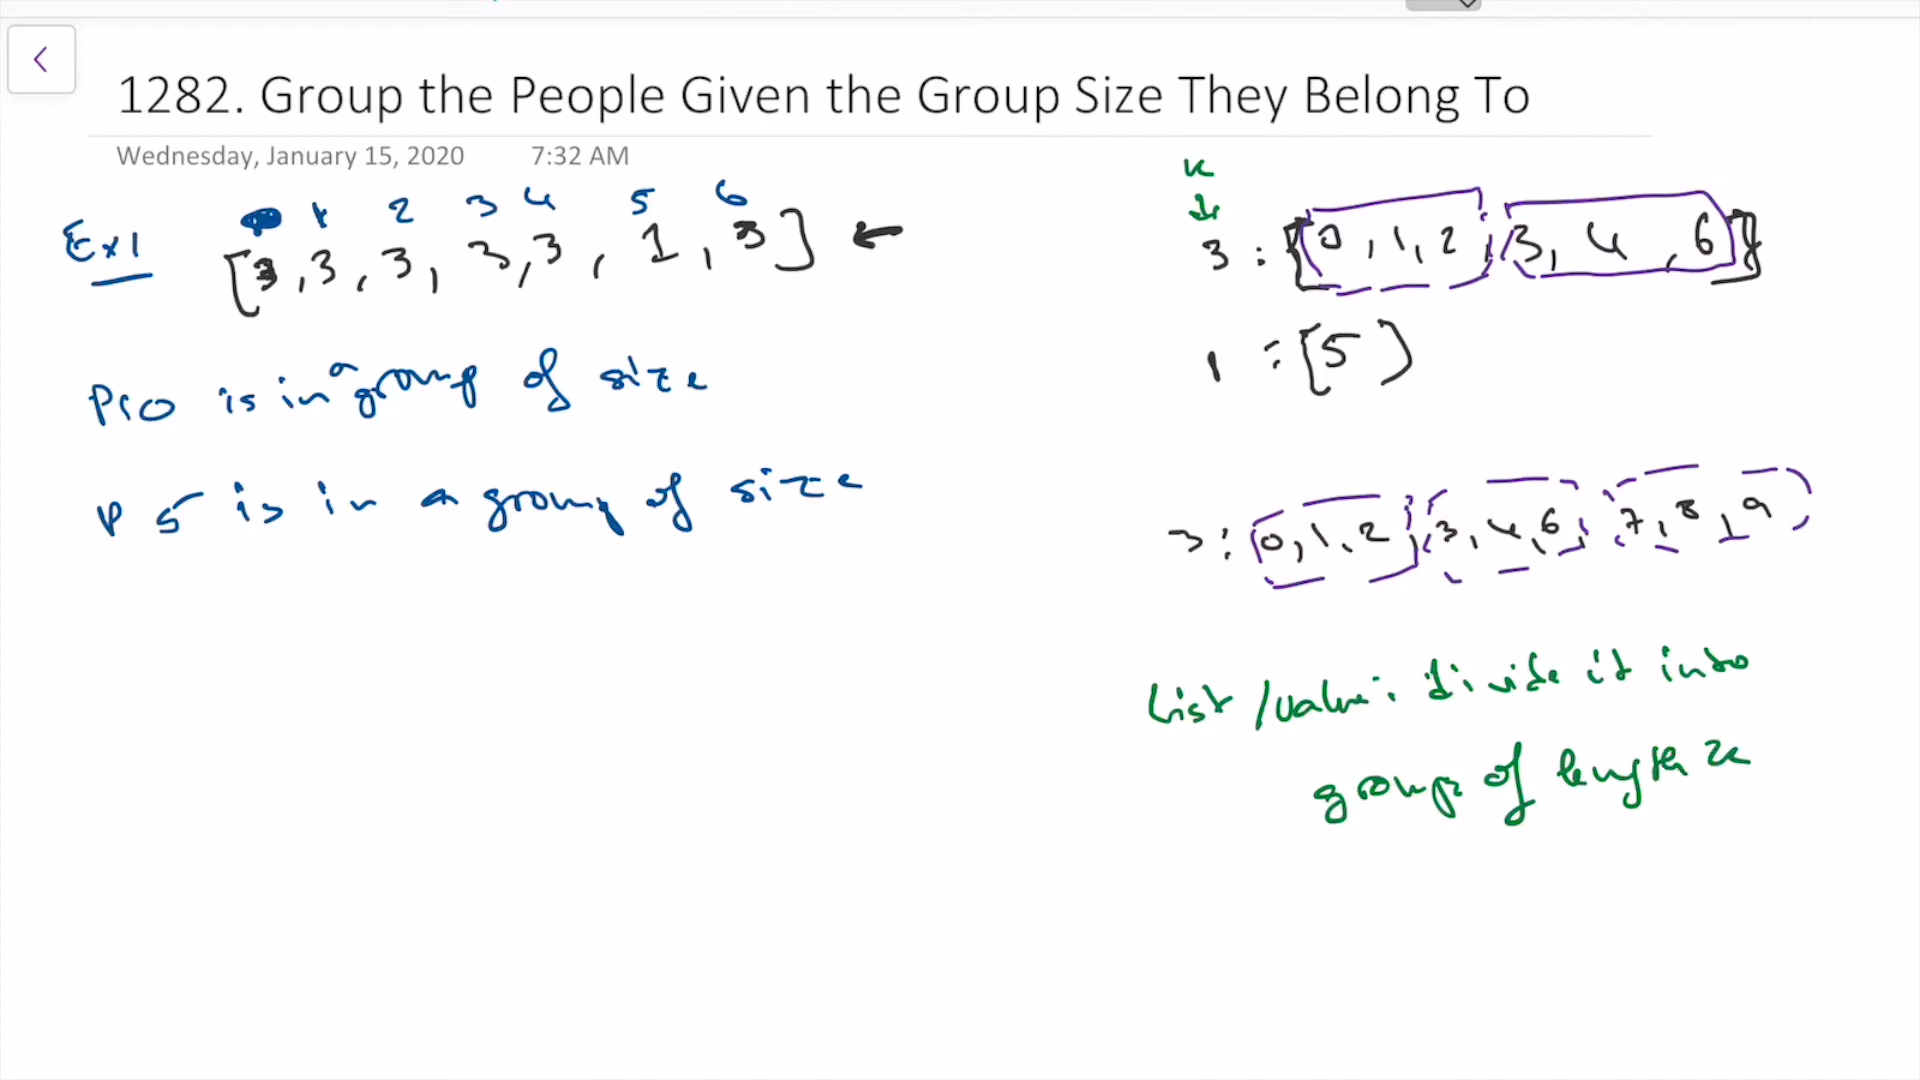 1282. Group the People Given the Group Size They Belong To
Wednesday, January 15, 2020 7:32 AM
Ex1
1 2 3 4 5 6
[3, 3, 3, 3, 3, 1, 3] ←
P(0 is in a group of size
P 5 is in a group of size
K
↓
3 : [0, 1, 2, 3, 4, 6]
1 : [5]
3 : 0, 1, 2, 3, 4, 6, 7, 8, 9
List / value : divide it into
group of length K